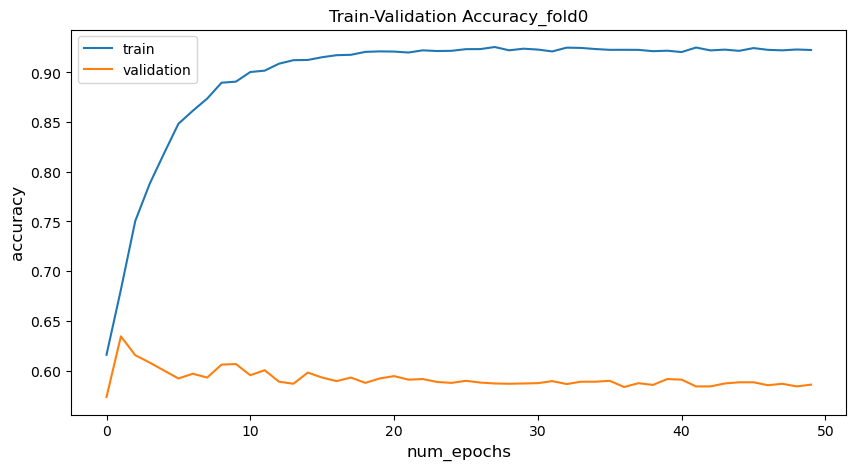 Train-Validation Accuracy_fold0
train
validation
accuracy
0.90
0.85
0.80
0.75
0.70
0.65
0.60
0 10 20 30 40 50
num_epochs